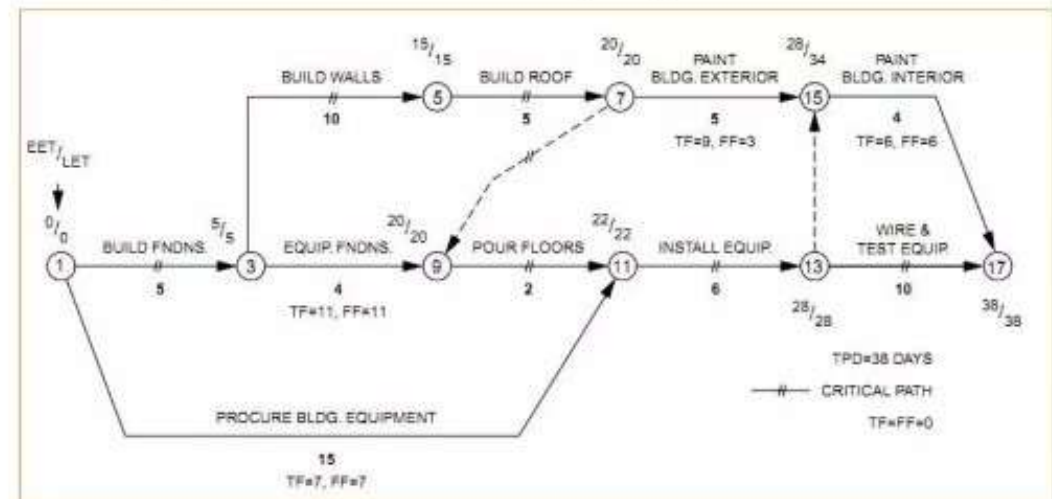 15/15
20/20
28/34
BUILD WALLS
BUILD ROOF
PAINT
BLDG. EXTERIOR
PAINT
BLDG. INTERIOR
5
7
15
10
5
5
TF=9, FF=3
4
TF=6, FF=6
EET/LET
0/0
5/5
20/20
22/22
BUILD FNDNS.
EQUIP. FNDNS.
POUR FLOORS
INSTALL EQUIP.
WIRE &
TEST EQUIP.
1
3
9
11
13
17
5
4
TF=11, FF=11
2
6
10
28/28
38/38
TPD=38 DAYS
CRITICAL PATH
TF=FF=0
PROCURE BLDG. EQUIPMENT
15
TF=7, FF=7